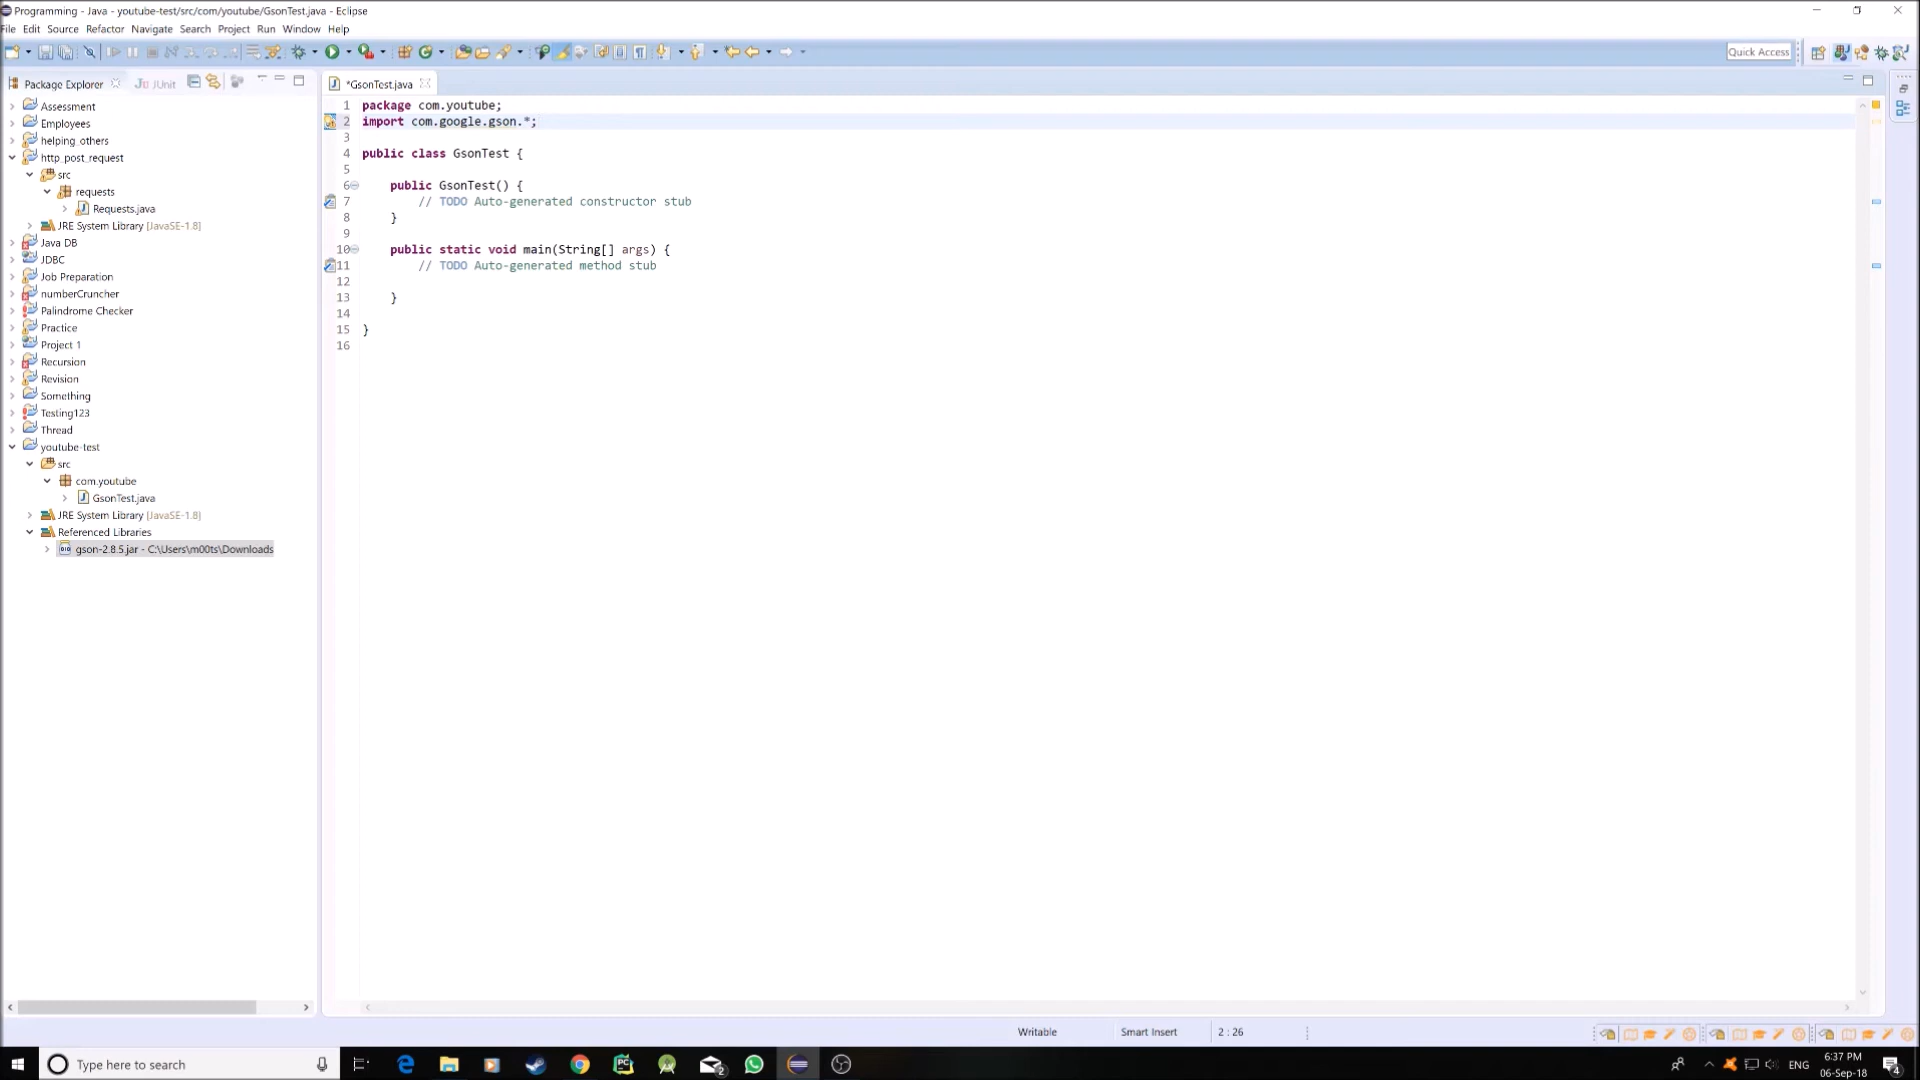 Programming - Java - youtube-test/src/com/youtube/GsonTest.java - Eclipse
File Edit Source Refactor Navigate Search Project Run Window Help
Quick Access
Package Explorer
JUnit
*GsonTest.java
Assessment
Employees
helping_others
http_post_request
src
requests
Requests.java
JRE System Library [JavaSE-1.8]
Java DB
JDBC
Job Preparation
numberCruncher
Palindrome Checker
Practice
Project 1
Recursion
Revision
Something
Testing123
Thread
youtube-test
src
com.youtube
GsonTest.java
JRE System Library [JavaSE-1.8]
Referenced Libraries
gson-2.8.5.jar - C:\Users\m00ts\Downloads
1 package com.youtube;
2 import com.google.gson.*;
3
4 public class GsonTest {
5
6 public GsonTest() {
7 // TODO Auto-generated constructor stub
8 }
9
10 public static void main(String[] args) {
11 // TODO Auto-generated method stub
12
13 }
14
15 }
16
Writable
Smart Insert
2 : 26
Type here to search
PC
2
ENG
6:37 PM
06-Sep-18
4